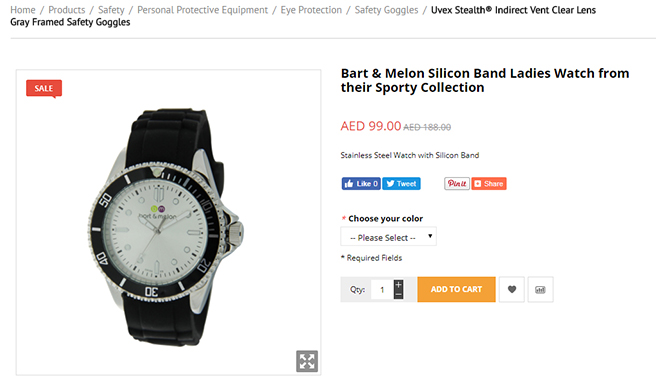 Home / Products / Safety / Personal Protective Equipment / Eye Protection / Safety Goggles / Uvex Stealth® Indirect Vent Clear Lens
Gray Framed Safety Goggles
SALE
50
40
30
20
bart & melon
Bart & Melon Silicon Band Ladies Watch from
their Sporty Collection
AED 99.00 AED 188.00
Stainless Steel Watch with Silicon Band
Like 0 Tweet Pin it Share
* Choose your color
-- Please Select --
* Required Fields
Qty: 1 + − ADD TO CART